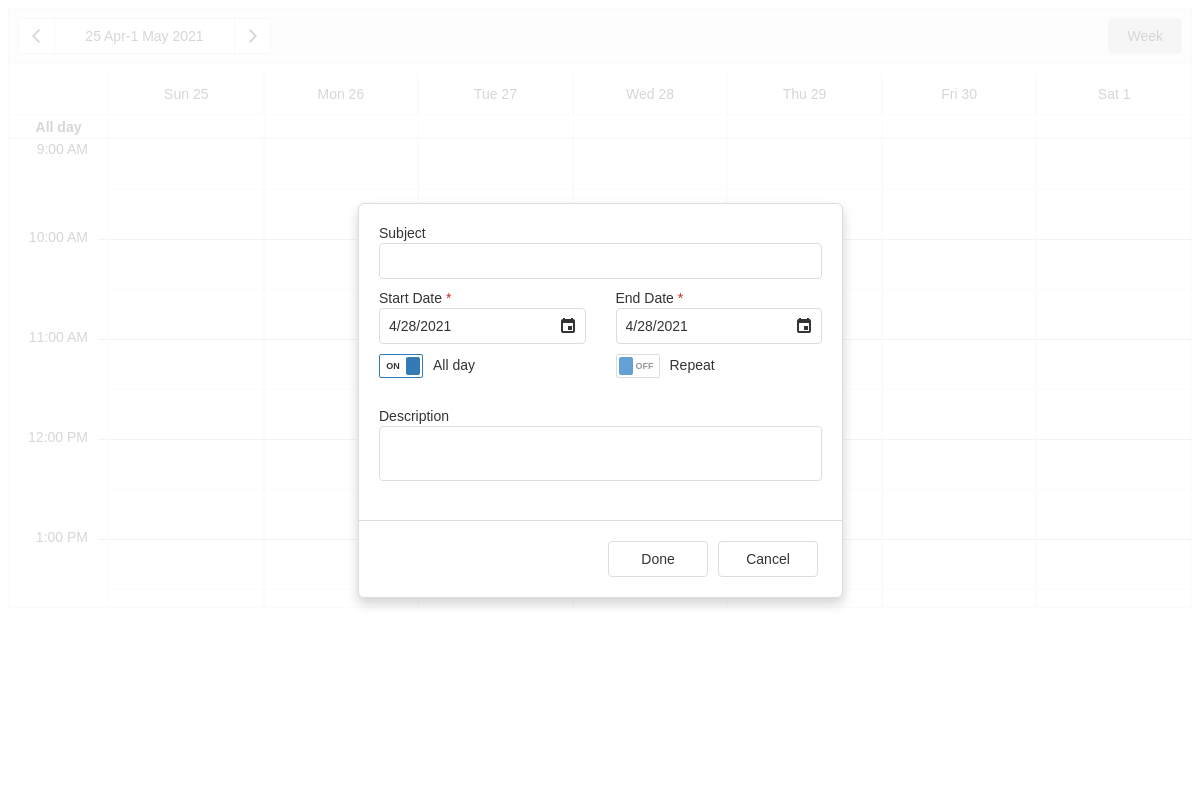 25 Apr-1 May 2021
Week
Sun 25 Mon 26 Tue 27 Wed 28 Thu 29 Fri 30 Sat 1
All day
9:00 AM
10:00 AM
11:00 AM
12:00 PM
1:00 PM
Subject
Start Date * End Date *
4/28/2021 4/28/2021
ON All day OFF Repeat
Description
Done Cancel